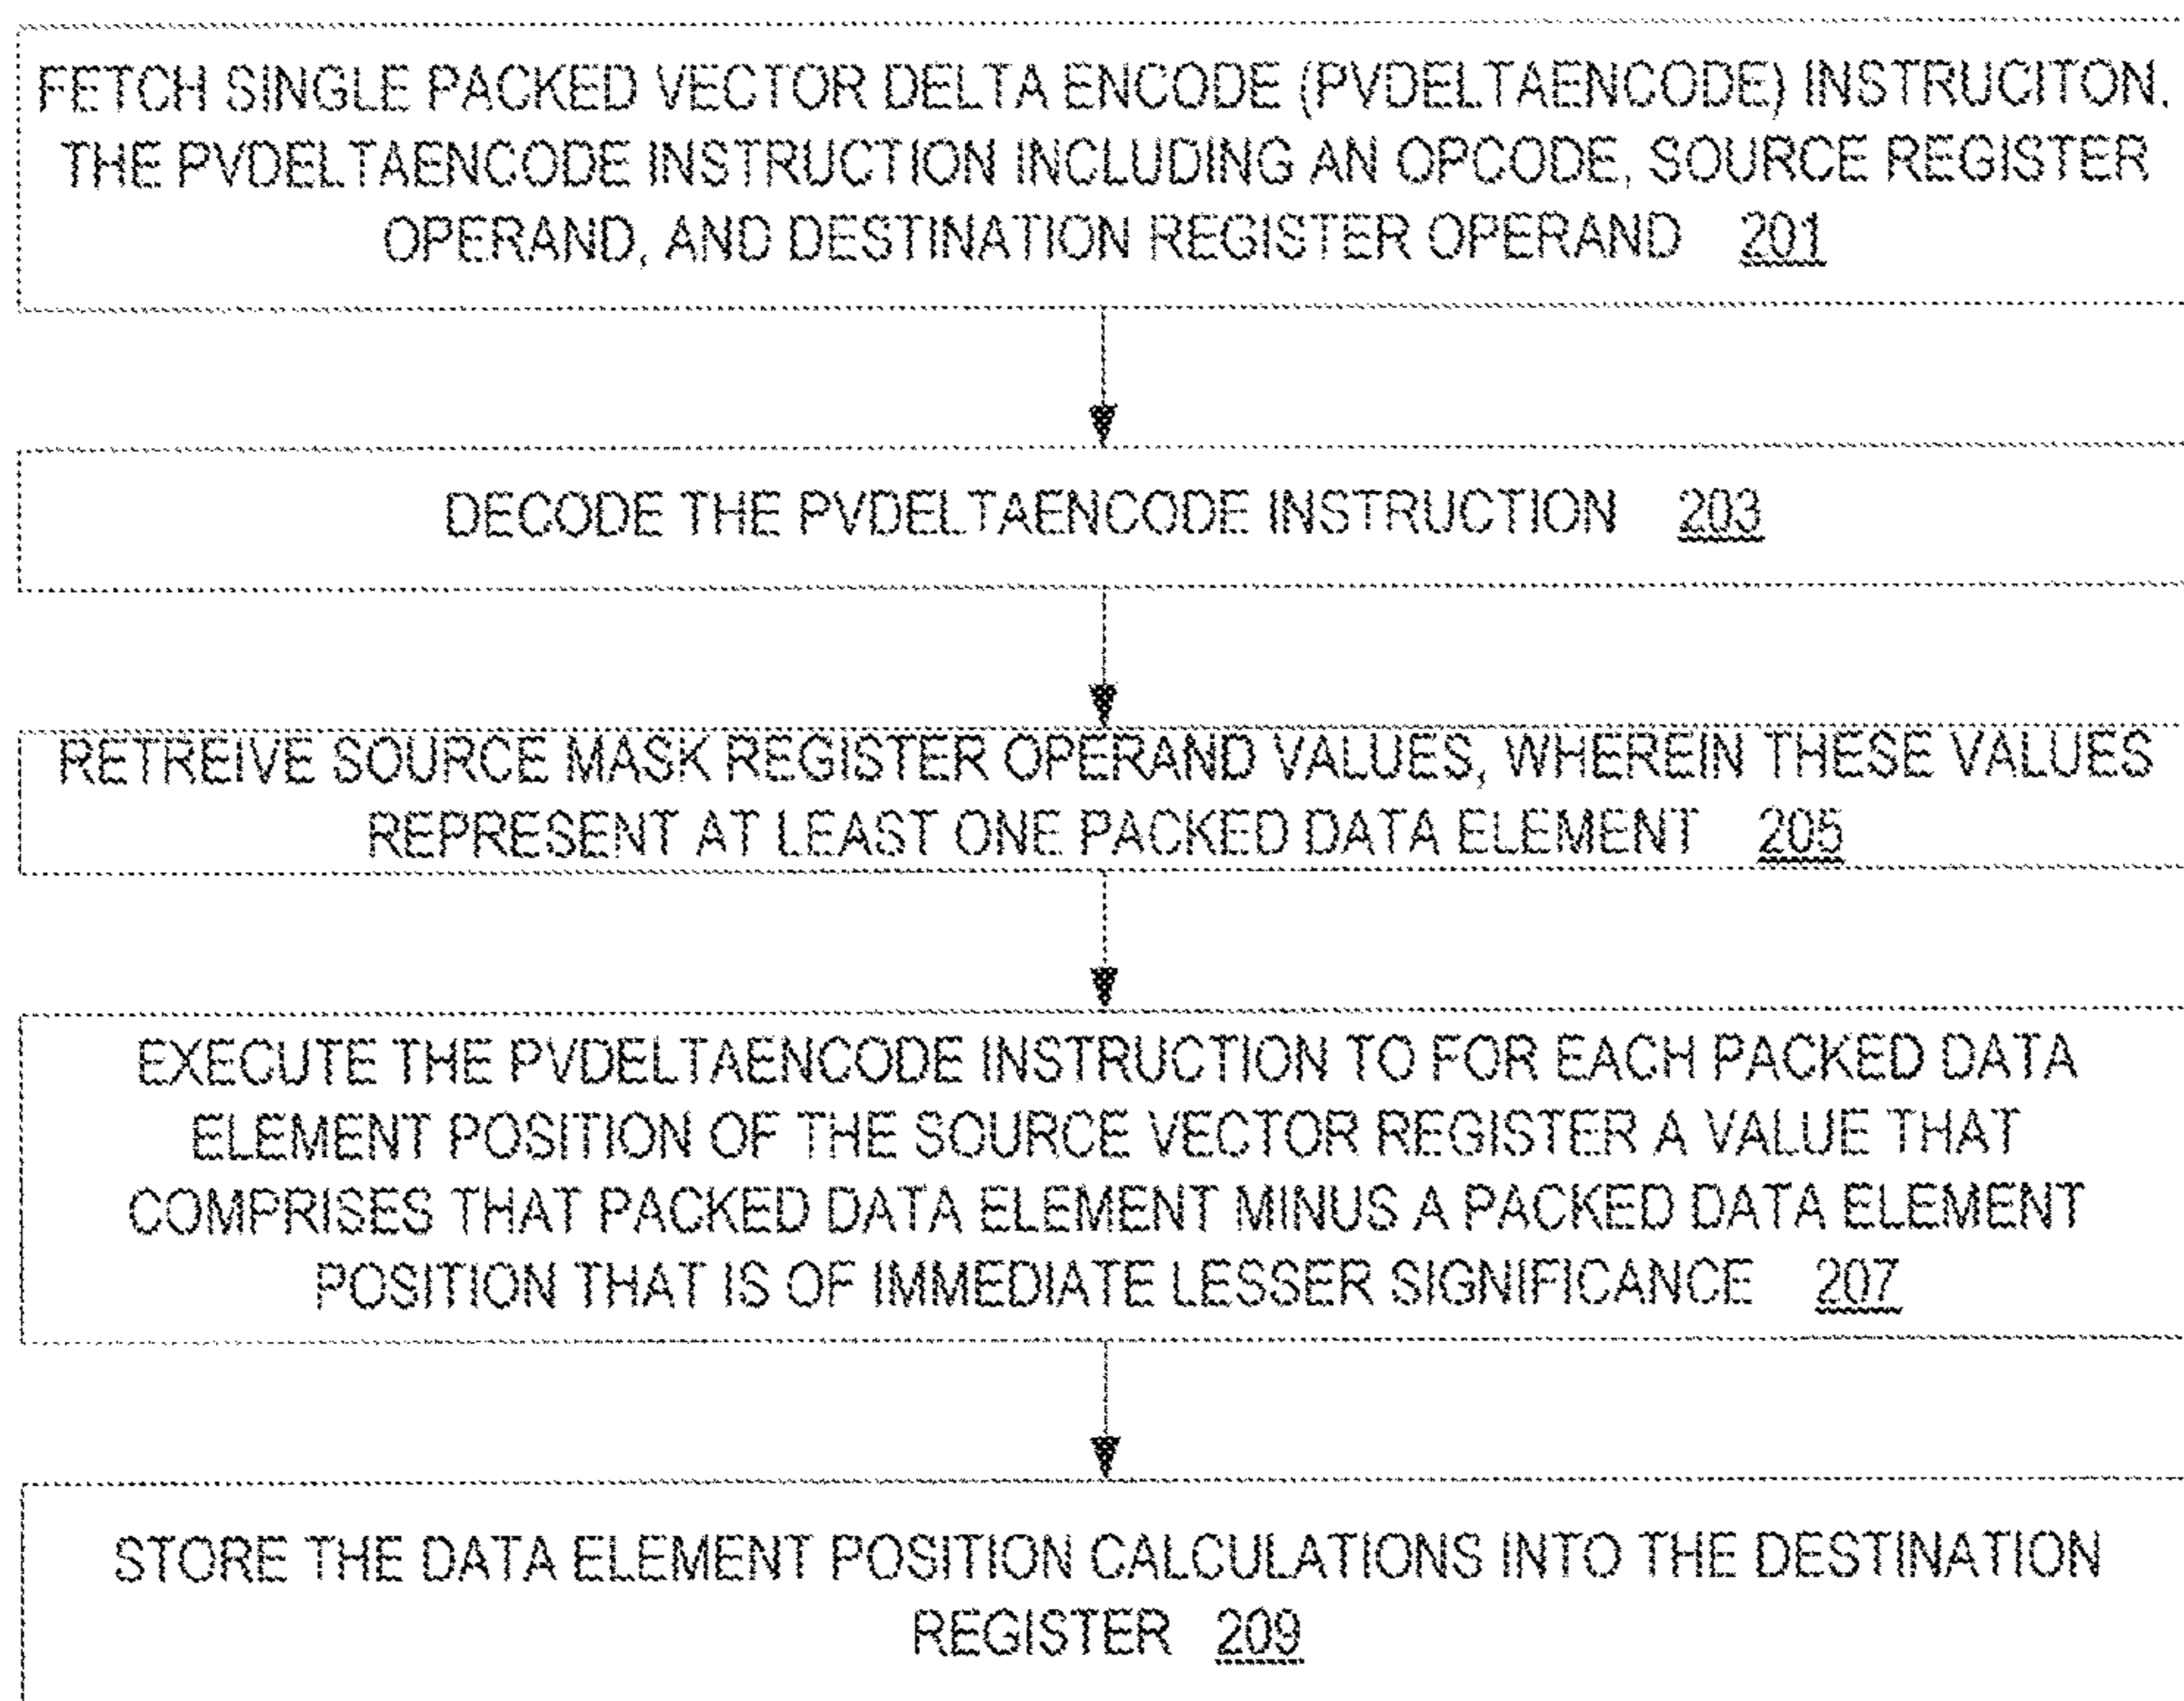 FETCH SINGLE PACKED VECTOR DELTA ENCODE (PVDELTAENCODE) INSTRUCITON.
THE PVDELTAENCODE INSTRUCTION INCLUDING AN OPCODE, SOURCE REGISTER
OPERAND, AND DESTINATION REGISTER OPERAND 201
DECODE THE PVDELTAENCODE INSTRUCTION 203
RETREIVE SOURCE MASK REGISTER OPERAND VALUES, WHEREIN THESE VALUES
REPRESENT AT LEAST ONE PACKED DATA ELEMENT 205
EXECUTE THE PVDELTAENCODE INSTRUCTION TO FOR EACH PACKED DATA
ELEMENT POSITION OF THE SOURCE VECTOR REGISTER A VALUE THAT
COMPRISES THAT PACKED DATA ELEMENT MINUS A PACKED DATA ELEMENT
POSITION THAT IS OF IMMEDIATE LESSER SIGNIFICANCE 207
STORE THE DATA ELEMENT POSITION CALCULATIONS INTO THE DESTINATION
REGISTER 209